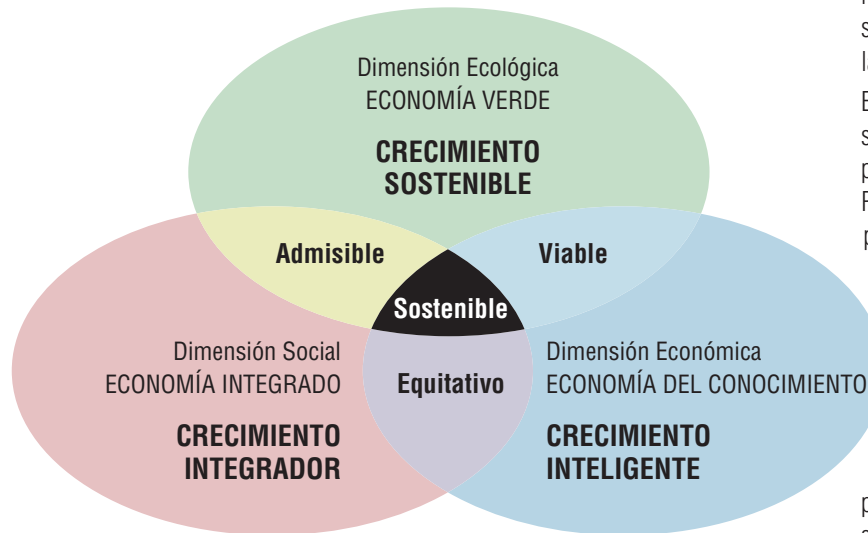 Dimensión Ecológica
ECONOMÍA VERDE
CRECIMIENTO
SOSTENIBLE
Admisible
Viable
Sostenible
Dimensión Social
ECONOMÍA INTEGRADO
CRECIMIENTO
INTEGRADOR
Equitativo
Dimensión Económica
ECONOMÍA DEL CONOCIMIENTO
CRECIMIENTO
INTELIGENTE